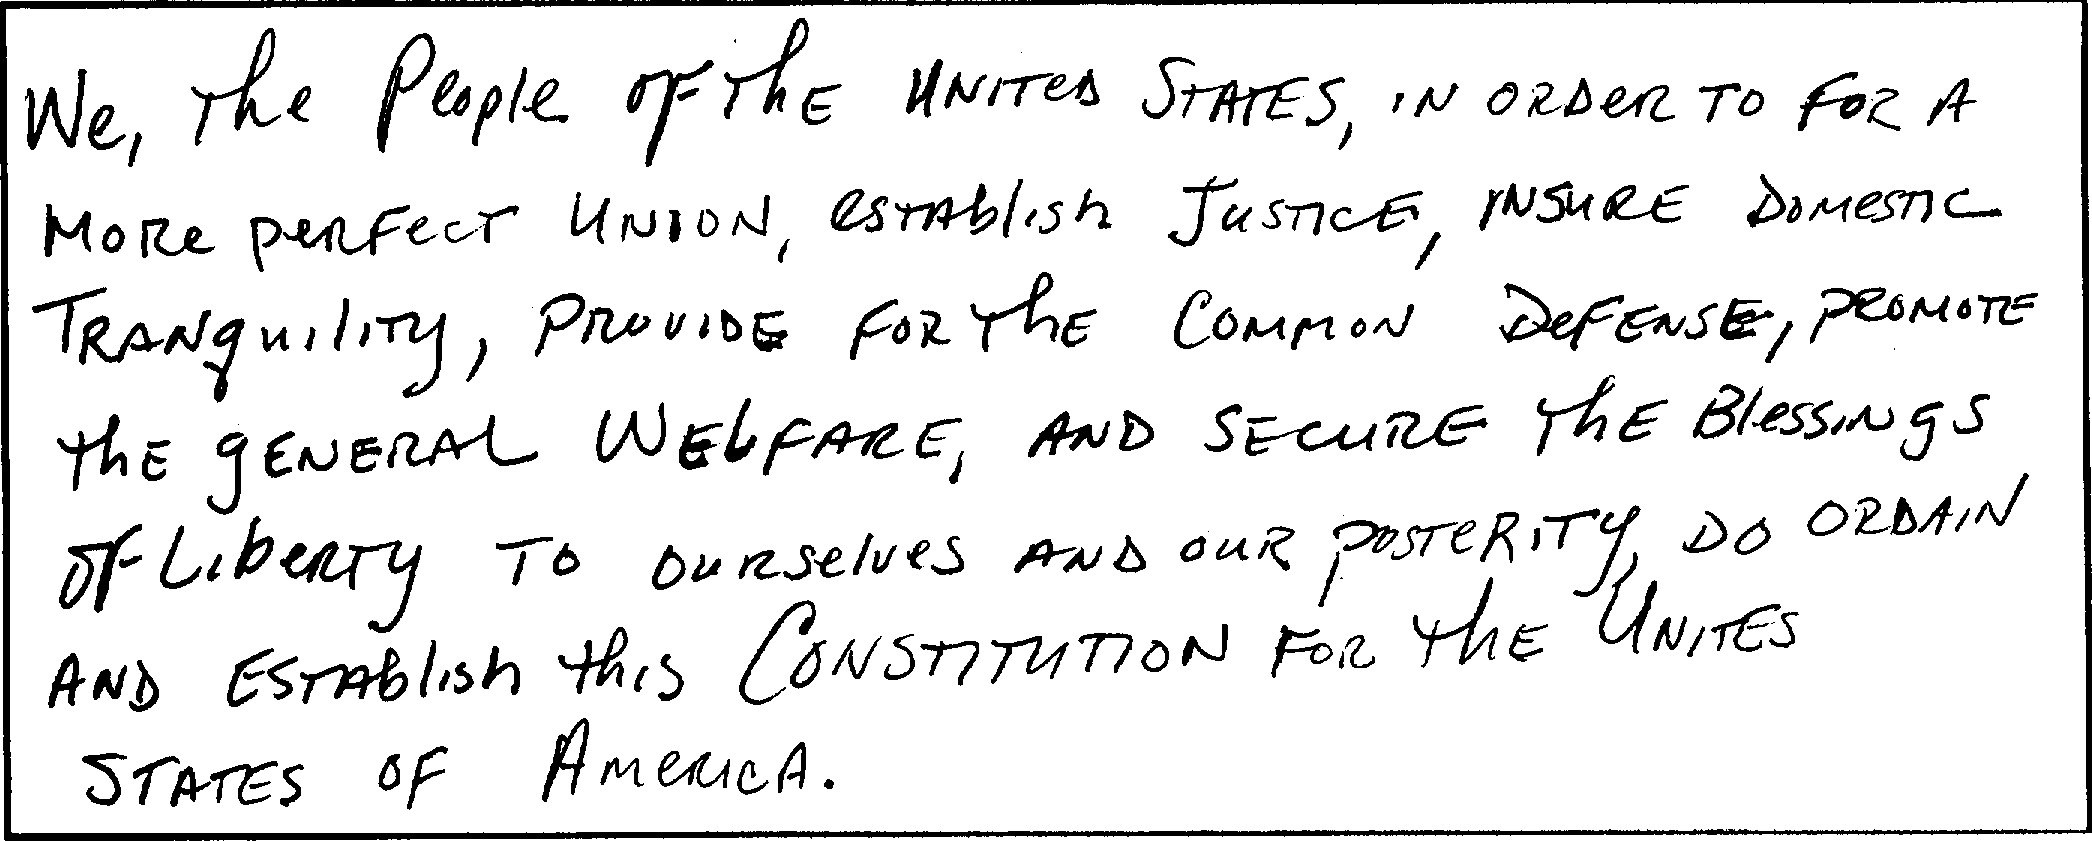 We, the People of the United States, in order to for a
more perfect Union, establish Justice, insure Domestic
Tranquility, provide for the Common Defense, promote
the general Welfare, and secure the Blessings
of Liberty to ourselves and our posterity, do ordain
and establish this Constitution for the Unites
States of America.